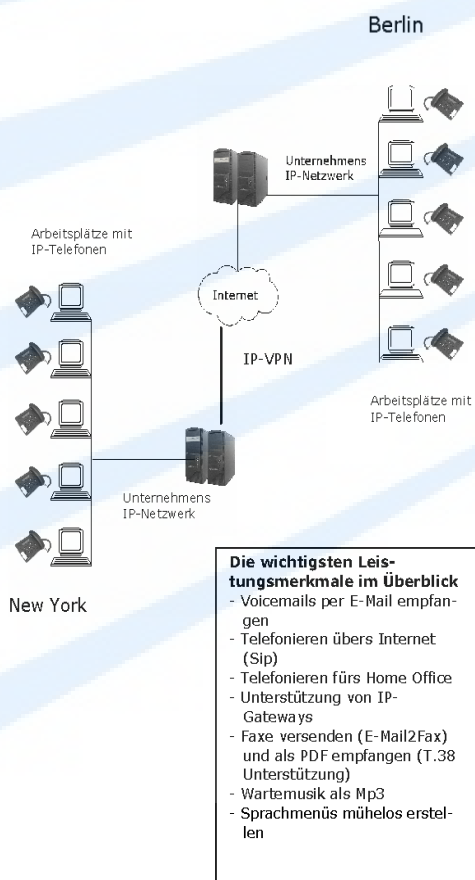 Berlin
Unternehmens
IP-Netzwerk
Arbeitsplätze mit
IP-Telefonen
Internet
IP-VPN
Arbeitsplätze mit
IP-Telefonen
Unternehmens
IP-Netzwerk
New York
Die wichtigsten Leis-
tungsmerkmale im Überblick
- Voicemails per E-Mail empfan-
gen
- Telefonieren übers Internet
(Sip)
- Telefonieren fürs Home Office
- Unterstützung von IP-
Gateways
- Faxe versenden (E-Mail2Fax)
und als PDF empfangen (T.38
Unterstützung)
- Wartemusik als Mp3
- Sprachmenüs mühelos erstel-
len